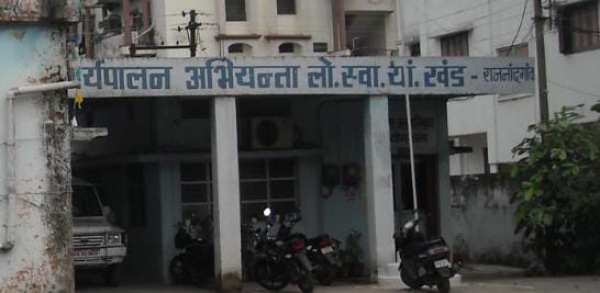 र्यपालन अभियन्ता लो.स्वा.यां.खंड - राजनांदगांव